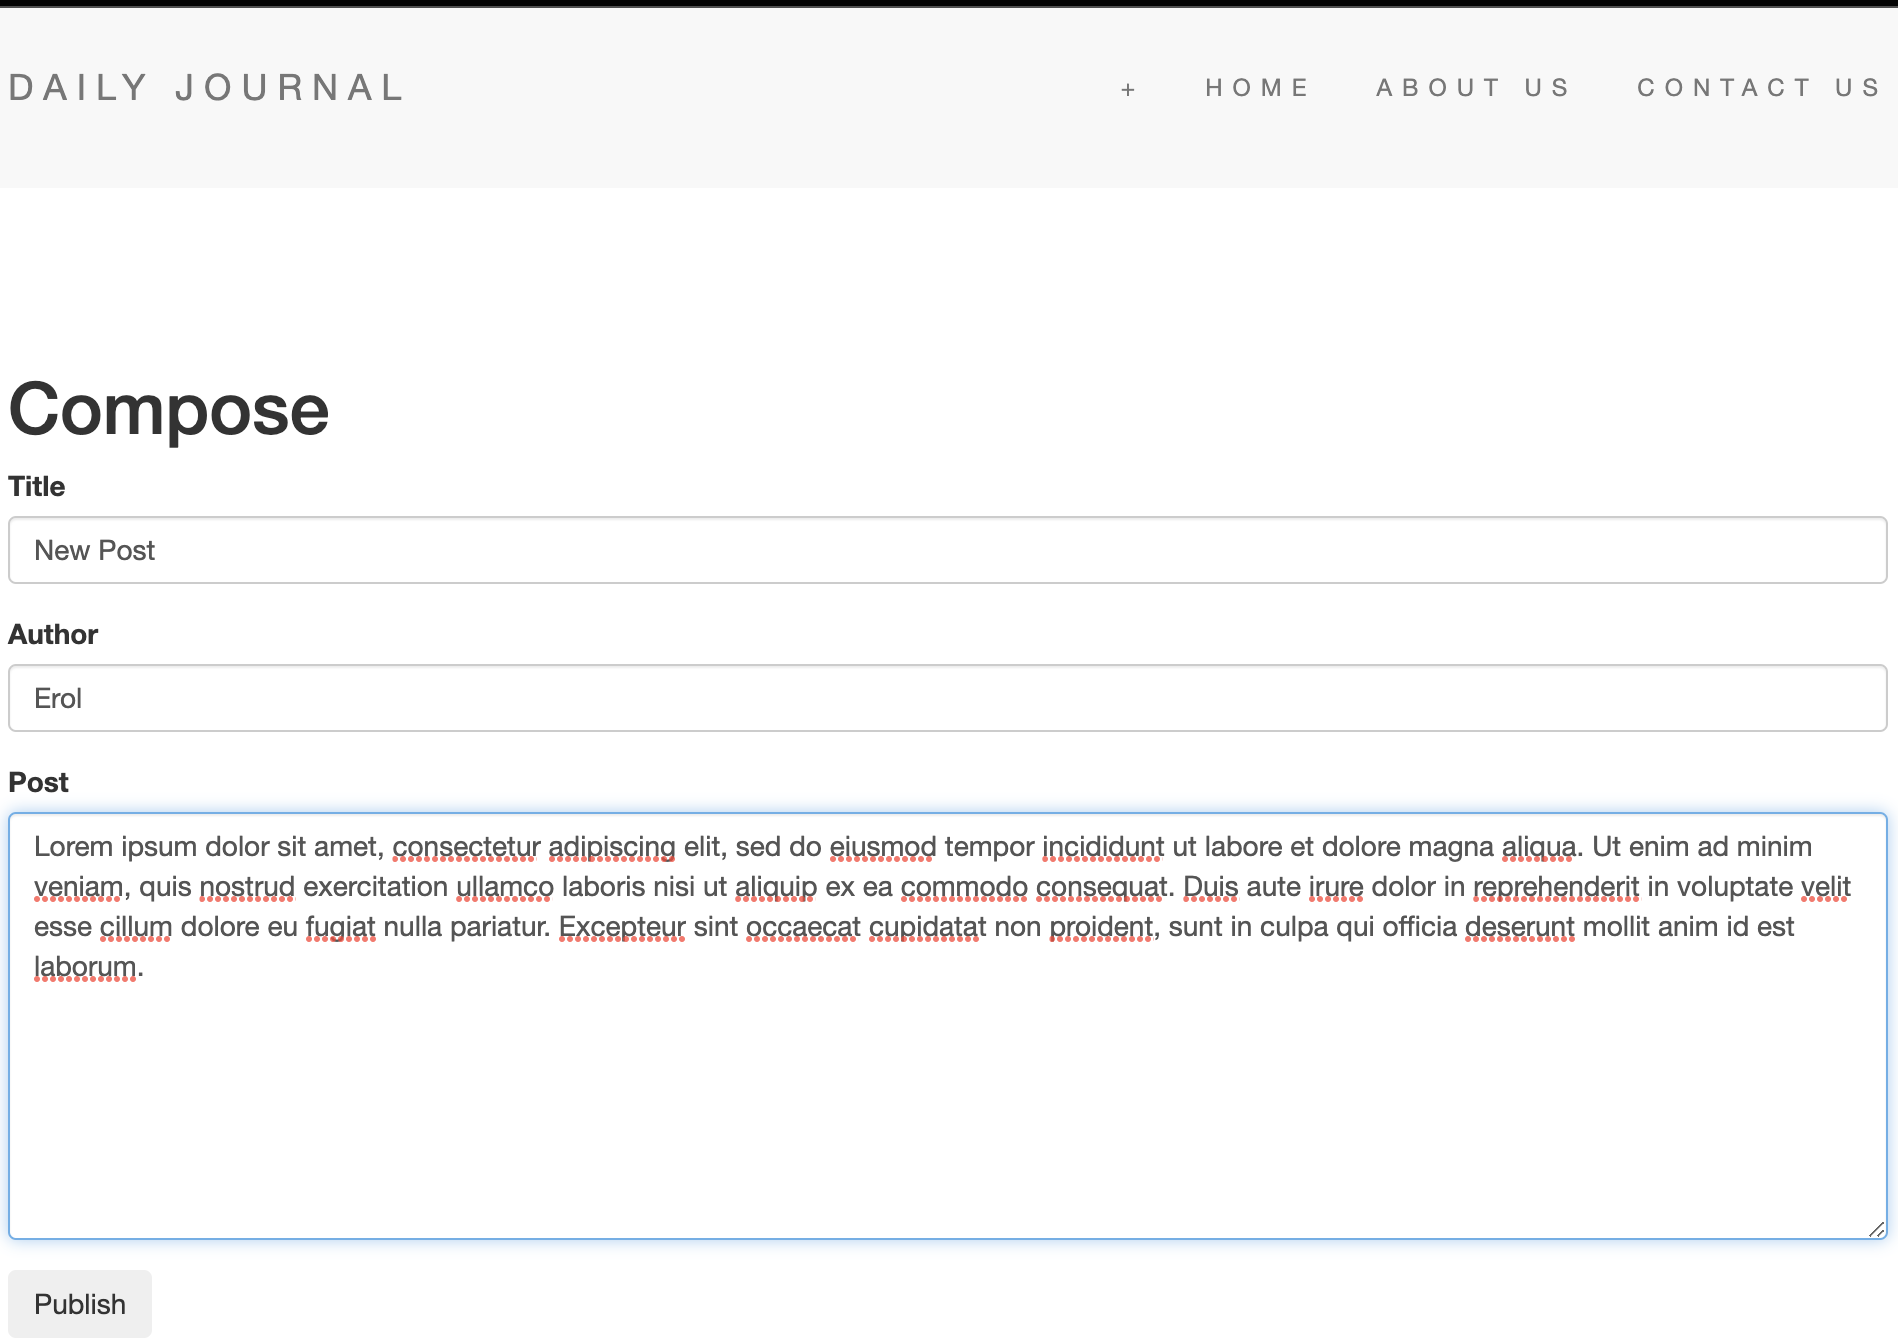 DAILY JOURNAL
+ HOME ABOUT US CONTACT US
Compose
Title
New Post
Author
Erol
Post
Lorem ipsum dolor sit amet, consectetur adipiscing elit, sed do eiusmod tempor incididunt ut labore et dolore magna aliqua. Ut enim ad minim
veniam, quis nostrud exercitation ullamco laboris nisi ut aliquip ex ea commodo consequat. Duis aute irure dolor in reprehenderit in voluptate velit
esse cillum dolore eu fugiat nulla pariatur. Excepteur sint occaecat cupidatat non proident, sunt in culpa qui officia deserunt mollit anim id est
laborum.
Publish